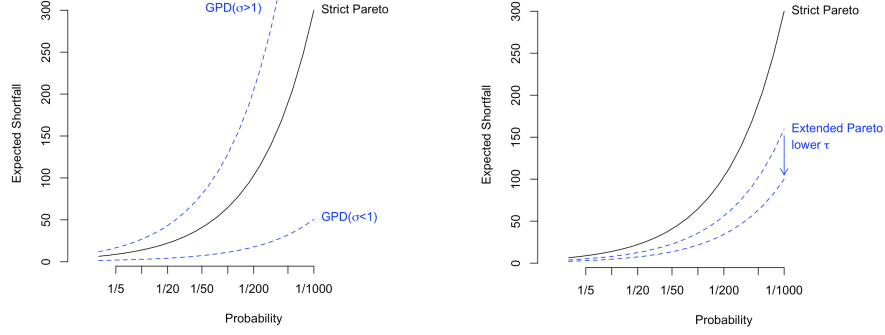 GPD(σ>1)
Strict Pareto
GPD(σ<1)
Expected Shortfall
300
250
200
150
100
50
0
1/5
1/20
1/50
1/200
1/1000
Probability
Strict Pareto
Extended Pareto
lower τ
Expected Shortfall
300
250
200
150
100
50
0
1/5
1/20
1/50
1/200
1/1000
Probability